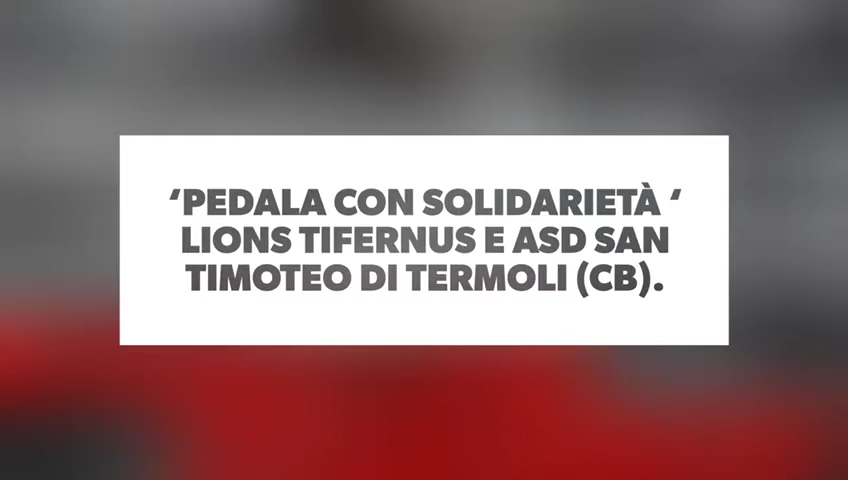 ‘PEDALA CON SOLIDARIETÀ ‘
LIONS TIFERNUS E ASD SAN
TIMOTEO DI TERMOLI (CB).